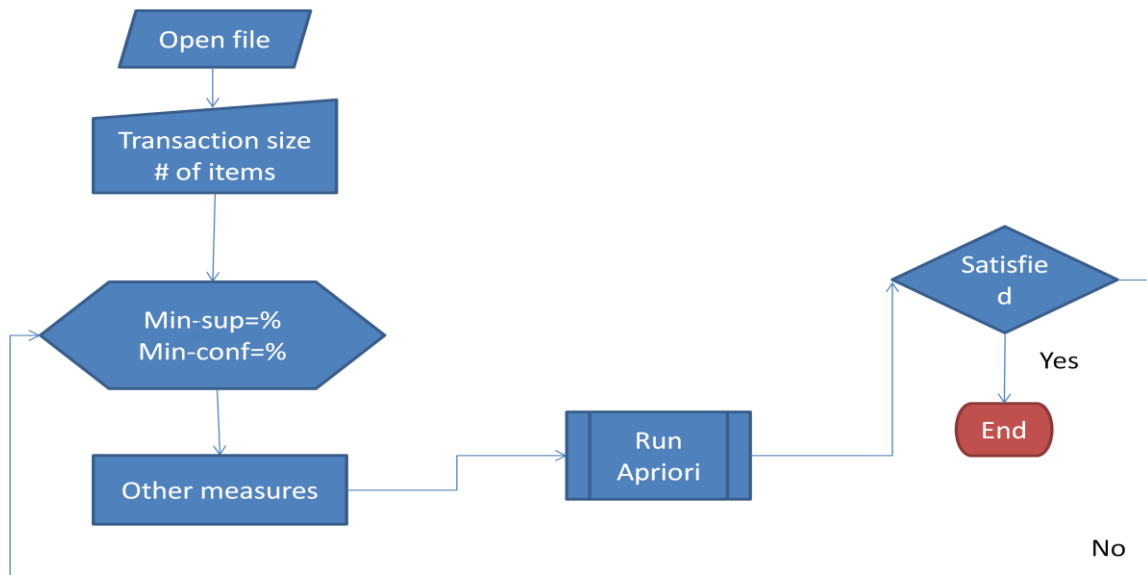 Open file
Transaction size
# of items
Min-sup=%
Min-conf=%
Other measures
Run
Apriori
Satisfie
d
Yes
End
No